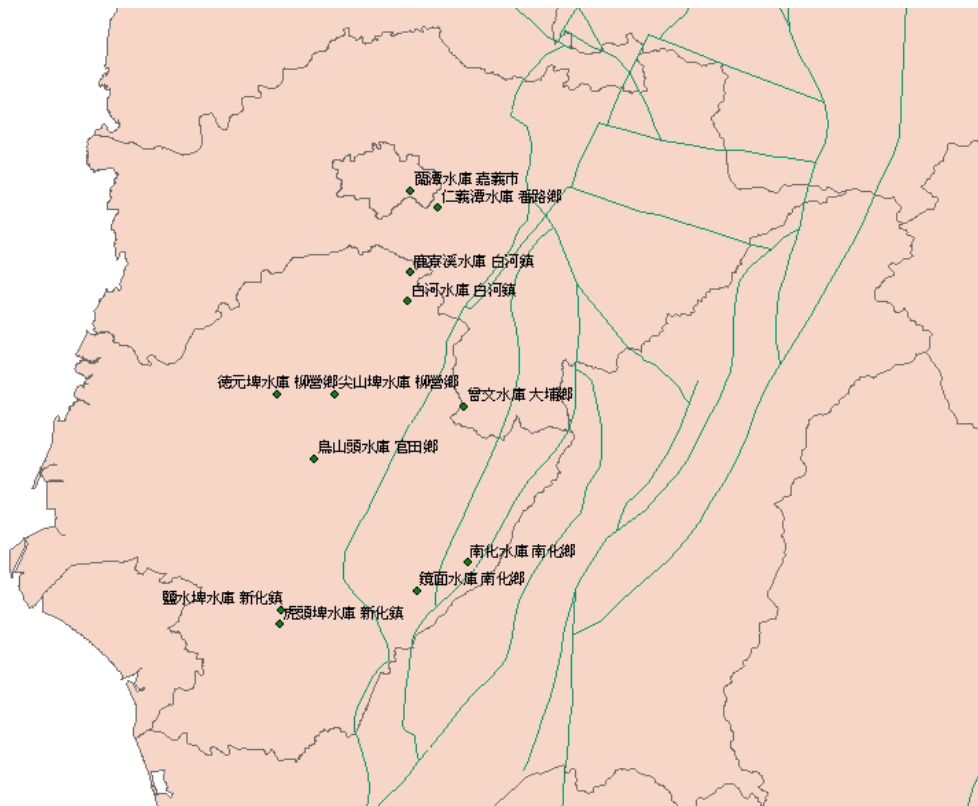 蘭潭水庫 嘉義市
仁義潭水庫 番路鄉
鹿寮溪水庫 白河鎮
白河水庫 白河鎮
德元埤水庫 柳營鄉
尖山埤水庫 柳營鄉
曾文水庫 大埔鄉
烏山頭水庫 官田鄉
南化水庫 南化鄉
鏡面水庫 南化鄉
鹽水埤水庫 新化鎮
虎頭埤水庫 新化鎮